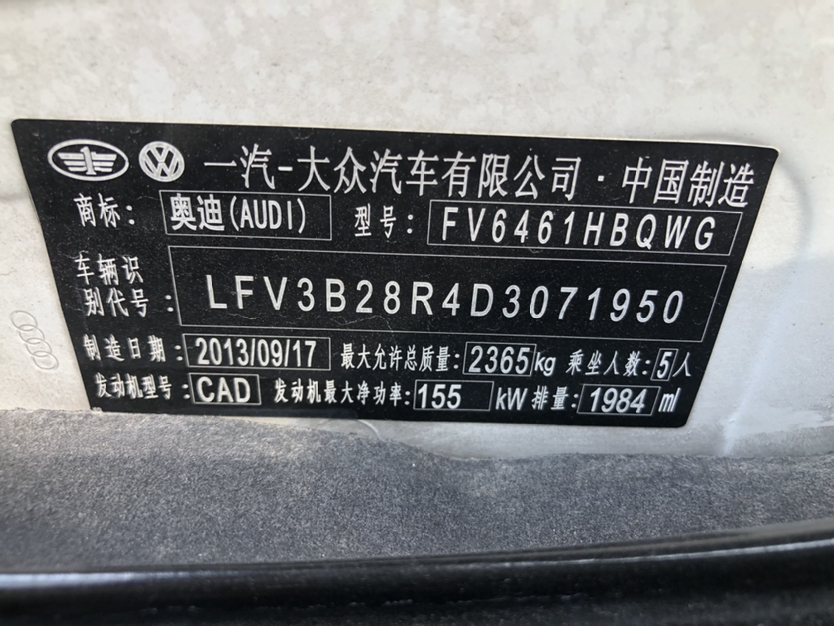 一汽-大众汽车有限公司·中国制造
商标: 奥迪(AUDI) 型号: FV6461HBQWG
车辆识
别代号: LFV3B28R4D3071950
制造日期: 2013/09/17 最大允许总质量: 2365kg 乘坐人数: 5人
发动机型号: CAD 发动机最大净功率: 155 kW 排量: 1984 ml